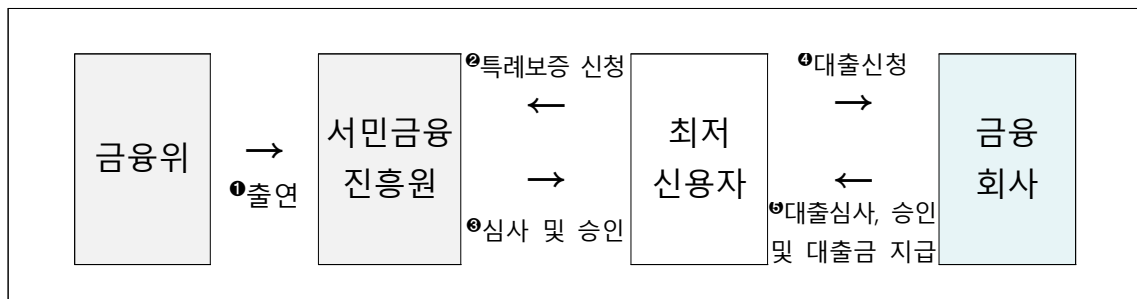 금융위
→
❶출연
서민금융
진흥원
❷특례보증 신청
←
→
❸심사 및 승인
최저
신용자
❹대출신청
→
←
❺대출심사, 승인
및 대출금 지급
금융
회사